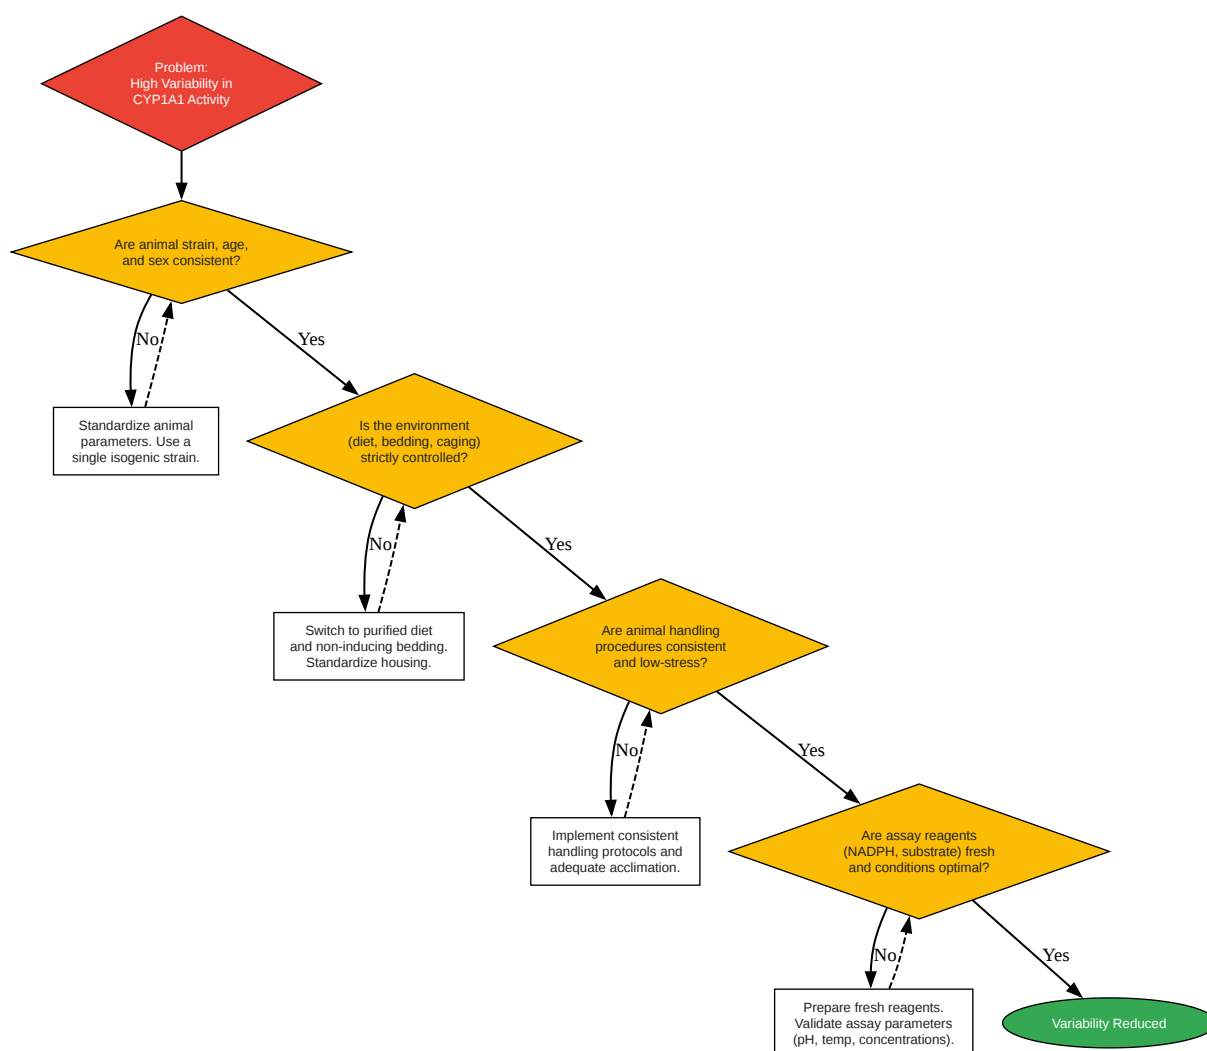 Problem:
High Variability in
CYP1A1 Activity
Are animal strain, age,
and sex consistent?
No
Yes
Standardize animal
parameters. Use a
single isogenic strain.
Is the environment
(diet, bedding, caging)
strictly controlled?
No
Yes
Switch to purified diet
and non-inducing bedding.
Standardize housing.
Are animal handling
procedures consistent
and low-stress?
No
Yes
Implement consistent
handling protocols and
adequate acclimation.
Are assay reagents
(NADPH, substrate) fresh
and conditions optimal?
No
Yes
Prepare fresh reagents.
Validate assay parameters
(pH, temp, concentrations).
Variability Reduced